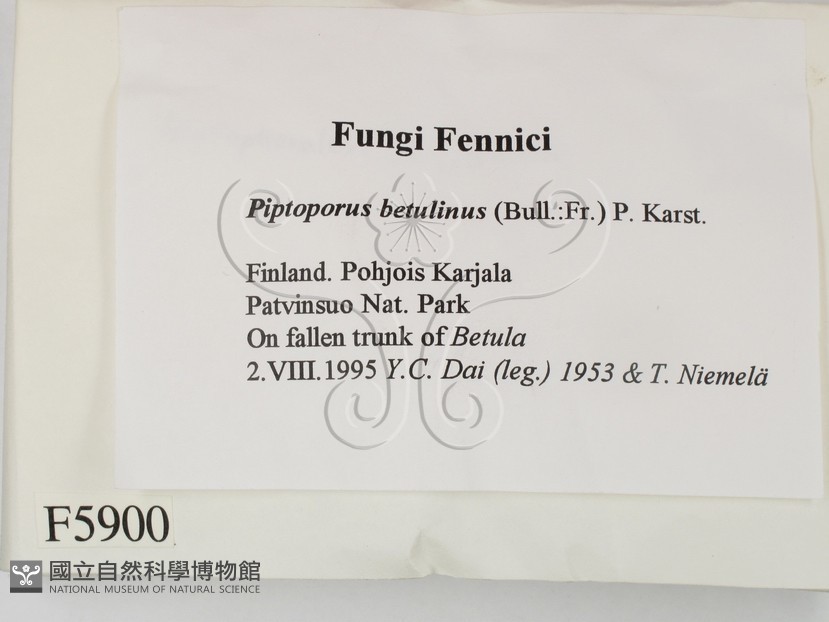 Fungi Fennici
Piptoporus betulinus (Bull.:Fr.) P. Karst.
Finland. Pohjois Karjala
Patvinsuo Nat. Park
On fallen trunk of Betula
2.VIII.1995 Y.C. Dai (leg.) 1953 & T. Niemelä
F5900
國立自然科學博物館
NATIONAL MUSEUM OF NATURAL SCIENCE